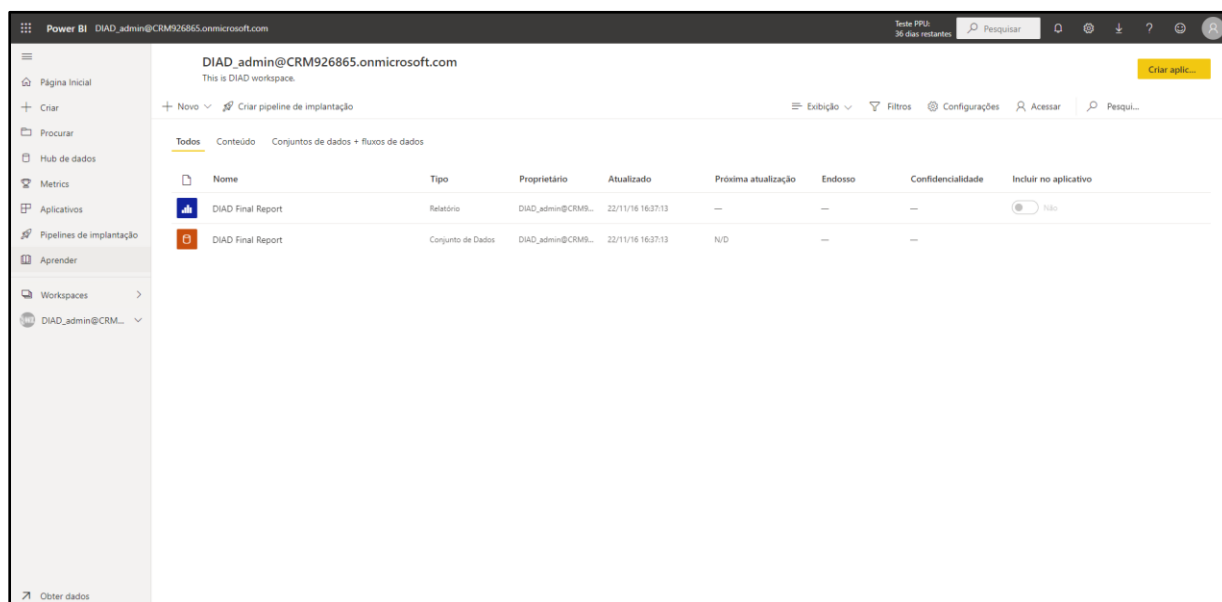 Power BI DIAD_admin@CRM926865.onmicrosoft.com
Teste PPU:
36 dias restantes
Pesquisar
DIAD_admin@CRM926865.onmicrosoft.com
This is DIAD workspace.
Criar aplic...
Página Inicial
Criar
Procurar
Hub de dados
Metrics
Aplicativos
Pipelines de implantação
Aprender
Workspaces
DIAD_admin@CRM...
Obter dados
Novo Criar pipeline de implantação Exibição Filtros Configurações Acessar Pesqui...
Todos Conteúdo Conjuntos de dados + fluxos de dados
Nome Tipo Proprietário Atualizado Próxima atualização Endosso Confidencialidade Incluir no aplicativo
DIAD Final Report Relatório DIAD_admin@CRM9... 22/11/16 16:37:13 — — — Não
DIAD Final Report Conjunto de Dados DIAD_admin@CRM9... 22/11/16 16:37:13 N/D — —